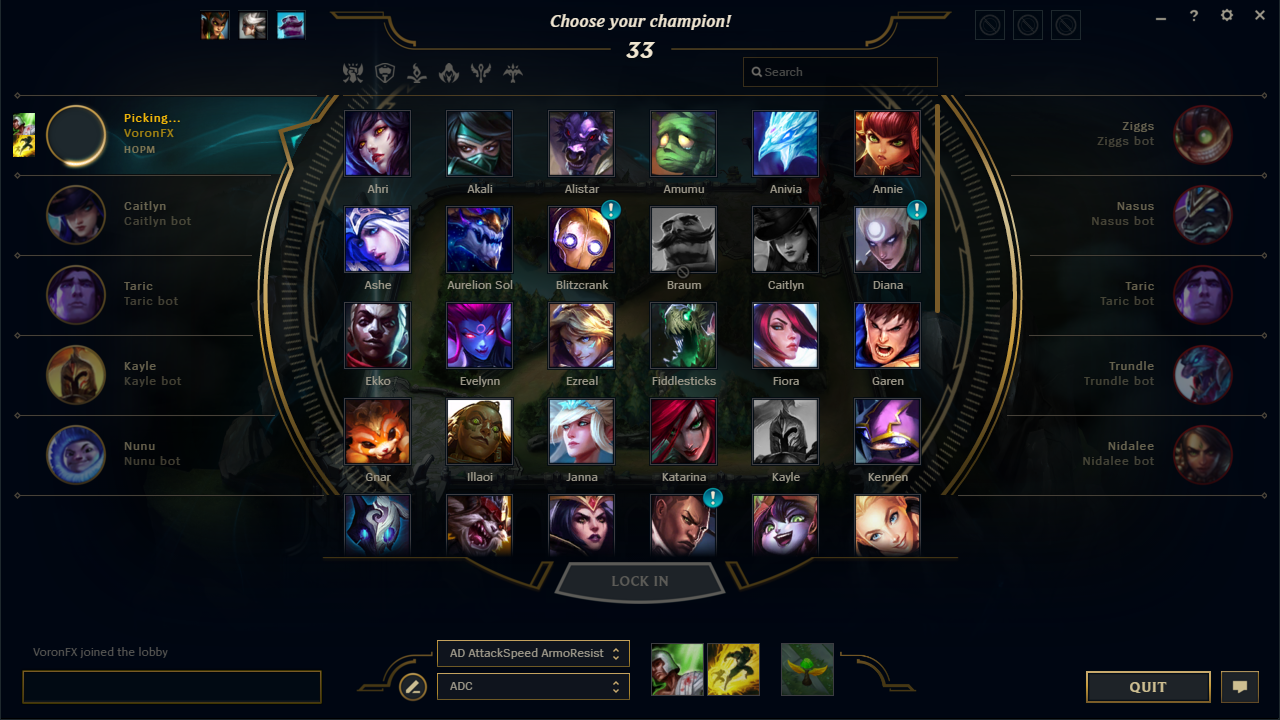 Choose your champion!
33
?
Search
Picking...
VoronFX
НОРМ
Caitlyn
Caitlyn bot
Taric
Taric bot
Kayle
Kayle bot
Nunu
Nunu bot
Ahri
Akali
Alistar
Amumu
Anivia
Annie
Ashe
Aurelion Sol
Blitzcrank
Braum
Caitlyn
Diana
Ekko
Evelynn
Ezreal
Fiddlesticks
Fiora
Garen
Gnar
Illaoi
Janna
Katarina
Kayle
Kennen
Ziggs
Ziggs bot
Nasus
Nasus bot
Taric
Taric bot
Trundle
Trundle bot
Nidalee
Nidalee bot
LOCK IN
VoronFX joined the lobby
AD AttackSpeed ArmoResist
ADC
QUIT